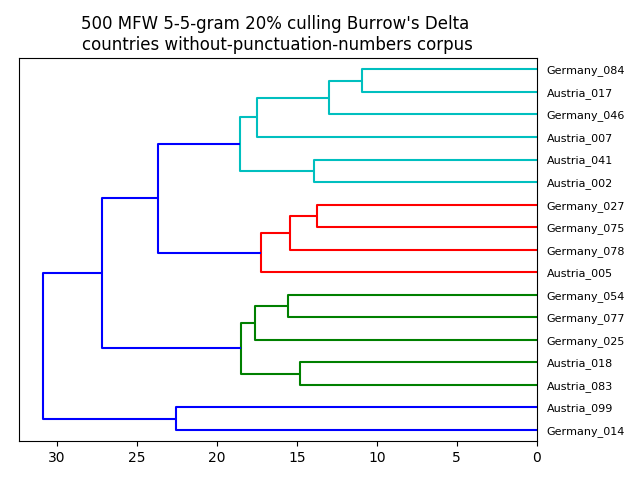 500 MFW 5-5-gram 20% culling Burrow's Delta
countries without-punctuation-numbers corpus
Germany_084
Austria_017
Germany_046
Austria_007
Austria_041
Austria_002
Germany_027
Germany_075
Germany_078
Austria_005
Germany_054
Germany_077
Germany_025
Austria_018
Austria_083
Austria_099
Germany_014
30 25 20 15 10 5 0